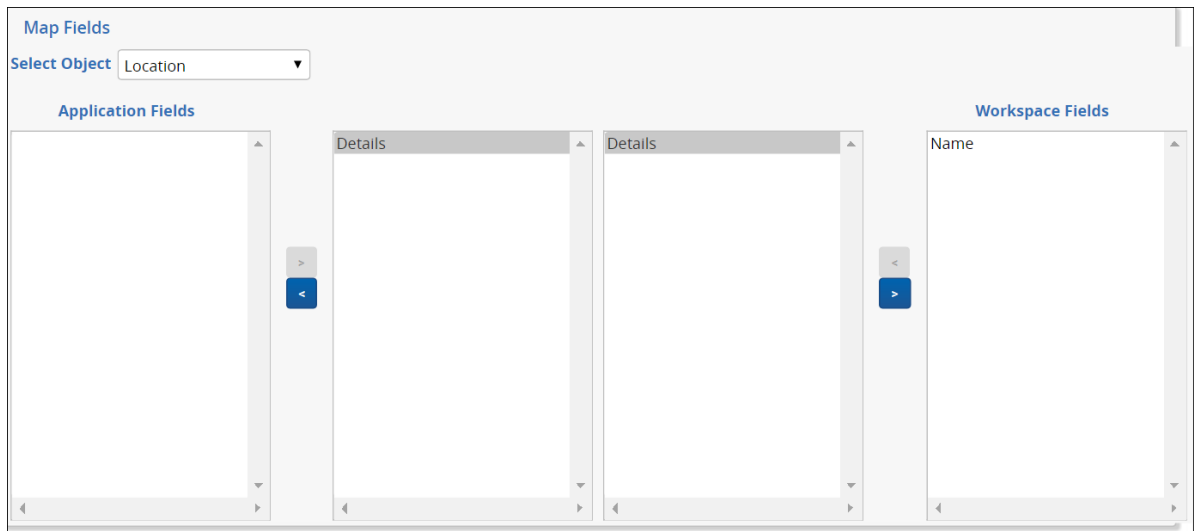 Map Fields
Select Object Location
Application Fields Workspace Fields
Details Details Name
> <
< >